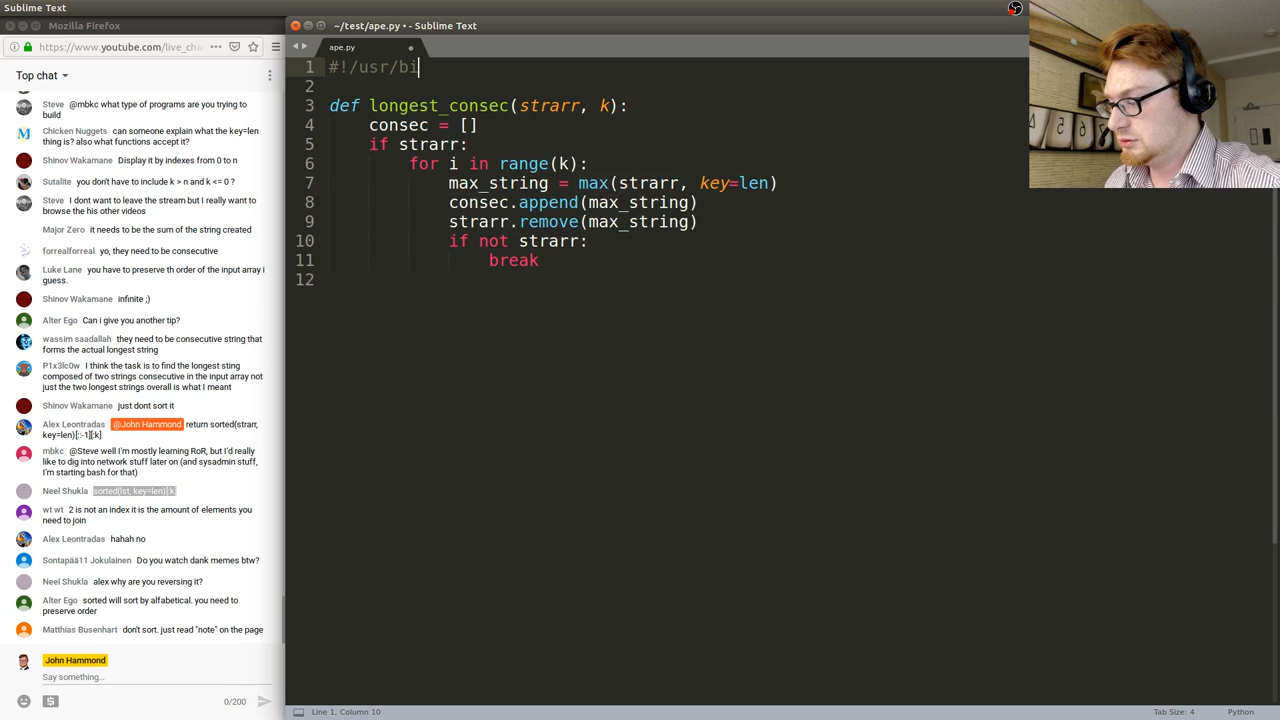 Sublime Text
Mozilla Firefox
https://www.youtube.com/live_cha
Top chat
Steve @mbkc what type of programs are you trying to
build
Chicken Nuggets can someone explain what the key=len
thing is? also what functions accept it?
Shinov Wakamane Display it by indexes from 0 to n
Sutalite you don't have to include k > n and k <= 0 ?
Steve I dont want to leave the stream but I really want to
browse the his other videos
Major Zero it needs to be the sum of the string created
forrealforreal yo, they need to be consecutive
Luke Lane you have to preserve th order of the input array i
guess.
Shinov Wakamane infinite ;)
Alter Ego Can i give you another tip?
wassim saadallah they need to be consecutive string that
forms the actual longest string
P1x3lc0w I think the task is to find the longest sting
composed of two strings consecutive in the input array not
just the two longest strings overall is what I meant
Shinov Wakamane just dont sort it
Alex Leontradas @John Hammond return sorted(strarr,
key=len)[::-1][:k]
mbkc @Steve well I'm mostly learning RoR, but I'd really
like to dig into network stuff later on (and sysadmin stuff,
I'm starting bash for that)
Neel Shukla sorted(lst, key=len)[:k]
wt wt 2 is not an index it is the amount of elements you
need to join
Alex Leontradas hahah no
Sontapää11 Jokulainen Do you watch dank memes btw?
Neel Shukla alex why are you reversing it?
Alter Ego sorted will sort by alfabetical. you need to
preserve order
Matthias Busenhart don't sort. just read "note" on the page
John Hammond
Say something...
0/200
~/test/ape.py • - Sublime Text
ape.py
1 #!/usr/bi
2
3 def longest_consec(strarr, k):
4     consec = []
5     if strarr:
6         for i in range(k):
7             max_string = max(strarr, key=len)
8             consec.append(max_string)
9             strarr.remove(max_string)
10             if not strarr:
11                 break
12
Line 1, Column 10
Tab Size: 4
Python